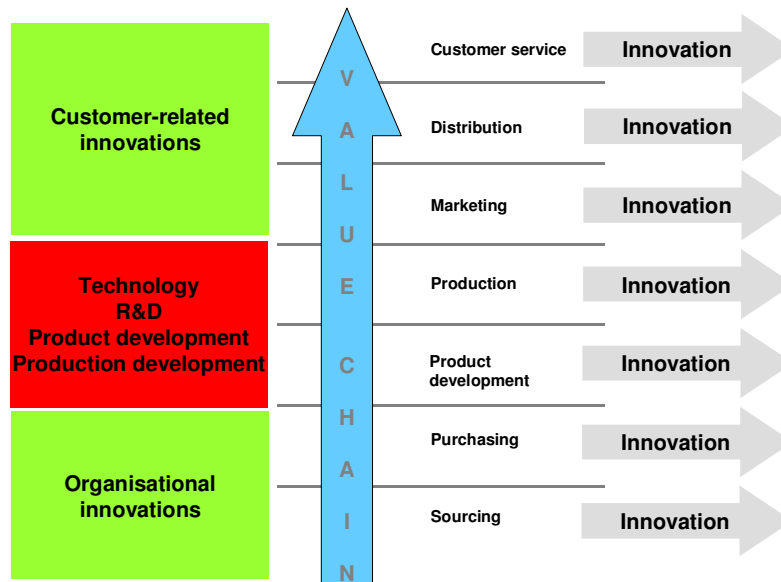 Customer-related
innovations
Technology
R&D
Product development
Production development
Organisational
innovations
V
A
L
U
E
C
H
A
I
N
Customer service
Innovation
Distribution
Innovation
Marketing
Innovation
Production
Innovation
Product
development
Innovation
Purchasing
Innovation
Sourcing
Innovation